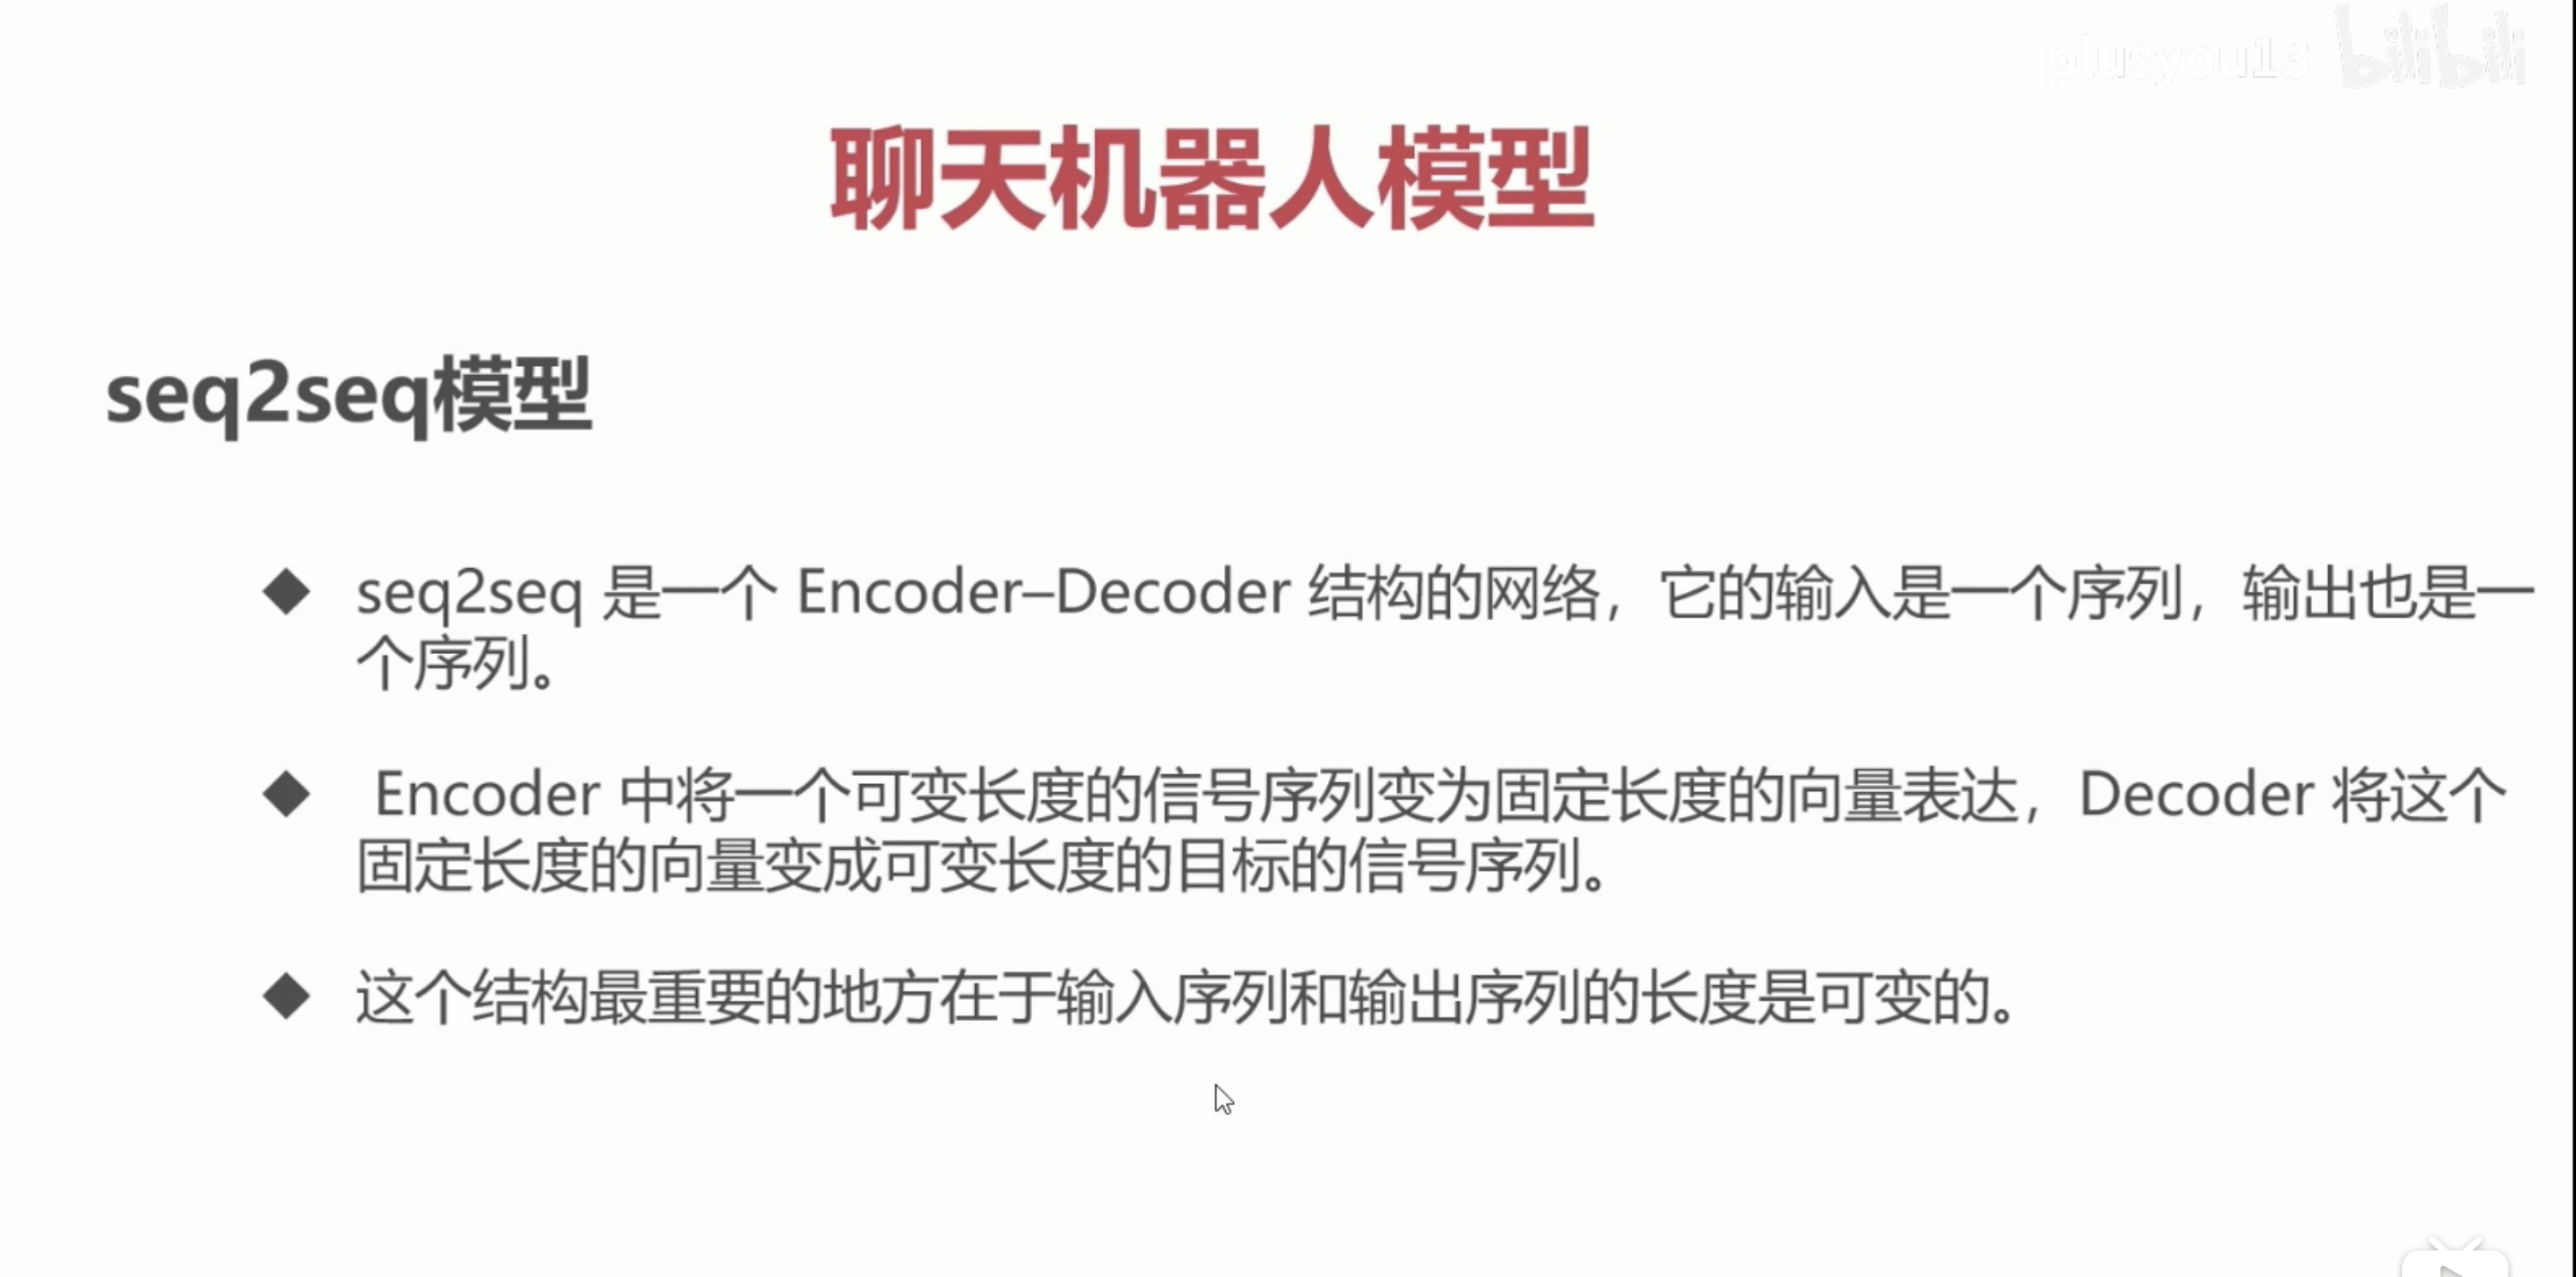 plusyou13 bilibili
聊天机器人模型
seq2seq模型
◆ seq2seq 是一个 Encoder–Decoder 结构的网络，它的输入是一个序列，输出也是一
个序列。
◆ Encoder 中将一个可变长度的信号序列变为固定长度的向量表达，Decoder 将这个
固定长度的向量变成可变长度的目标的信号序列。
◆ 这个结构最重要的地方在于输入序列和输出序列的长度是可变的。